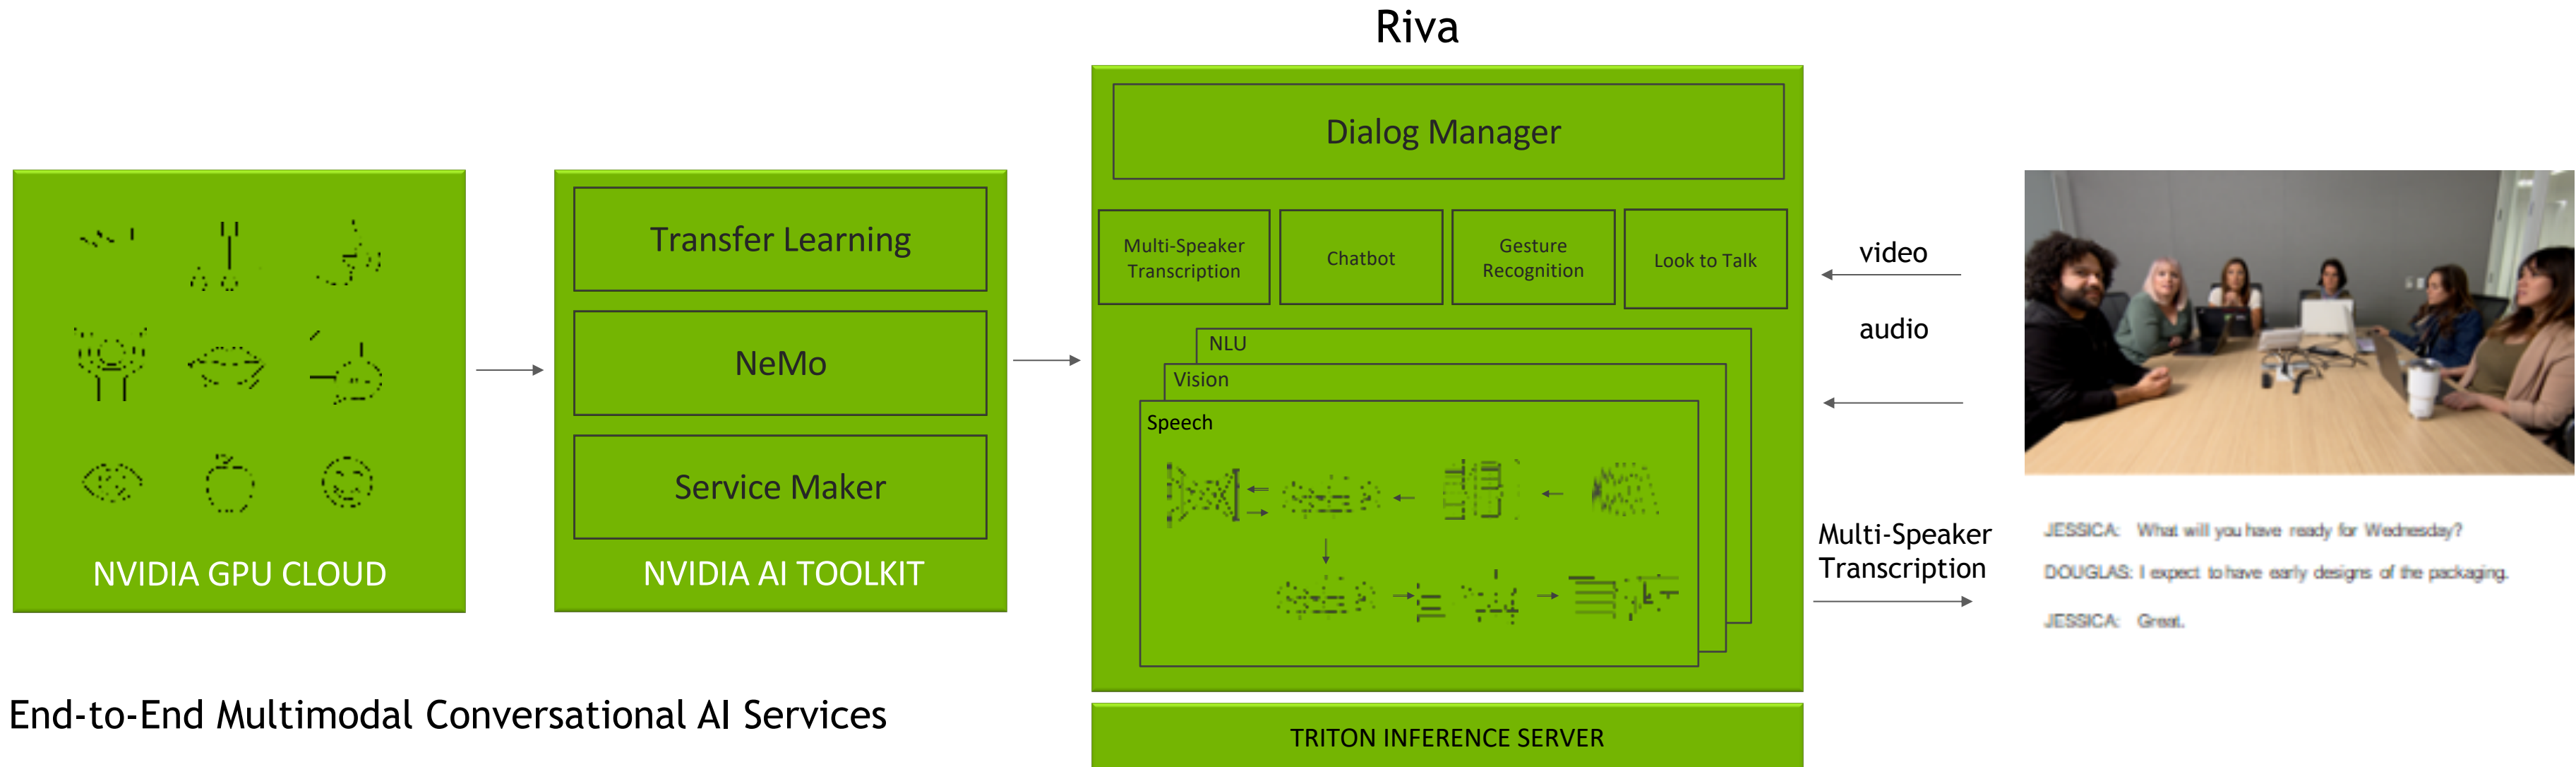 Riva
Dialog Manager
Multi-Speaker
Transcription
Chatbot
Gesture
Recognition
Look to Talk
NLU
Vision
Speech
TRITON INFERENCE SERVER
Transfer Learning
NeMo
Service Maker
NVIDIA AI TOOLKIT
NVIDIA GPU CLOUD
video
audio
Multi-Speaker
Transcription
JESSICA: What will you have ready for Wednesday?
DOUGLAS: I expect to have early designs of the packaging.
JESSICA: Great.
End-to-End Multimodal Conversational AI Services